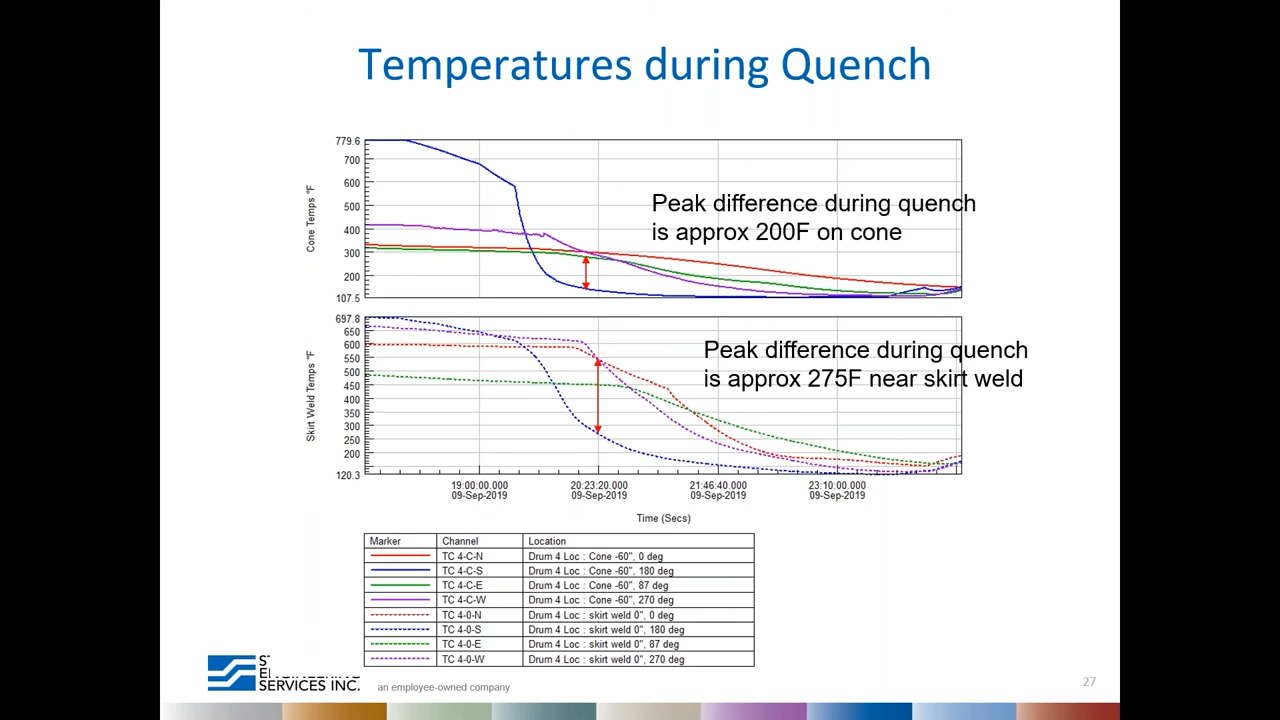 Temperatures during Quench
779.6
700
600
500
400
300
200
107.5
Cone Temps °F
Peak difference during quench
is approx 200F on cone
697.8
650
600
550
500
450
400
350
300
250
200
120.3
Skirt Weld Temps °F
Peak difference during quench
is approx 275F near skirt weld
19:00:00.000 20:23:20.000 21:46:40.000 23:10:00.000
09-Sep-2019 09-Sep-2019 09-Sep-2019 09-Sep-2019
Time (Secs)
Marker Channel Location
TC 4-C-N Drum 4 Loc : Cone -60", 0 deg
TC 4-C-S Drum 4 Loc : Cone -60", 180 deg
TC 4-C-E Drum 4 Loc : Cone -60", 87 deg
TC 4-C-W Drum 4 Loc : Cone -60", 270 deg
TC 4-0-N Drum 4 Loc : skirt weld 0", 0 deg
TC 4-0-S Drum 4 Loc : skirt weld 0", 180 deg
TC 4-0-E Drum 4 Loc : skirt weld 0", 87 deg
TC 4-0-W Drum 4 Loc : skirt weld 0", 270 deg
SERVICES INC.
an employee-owned company
27